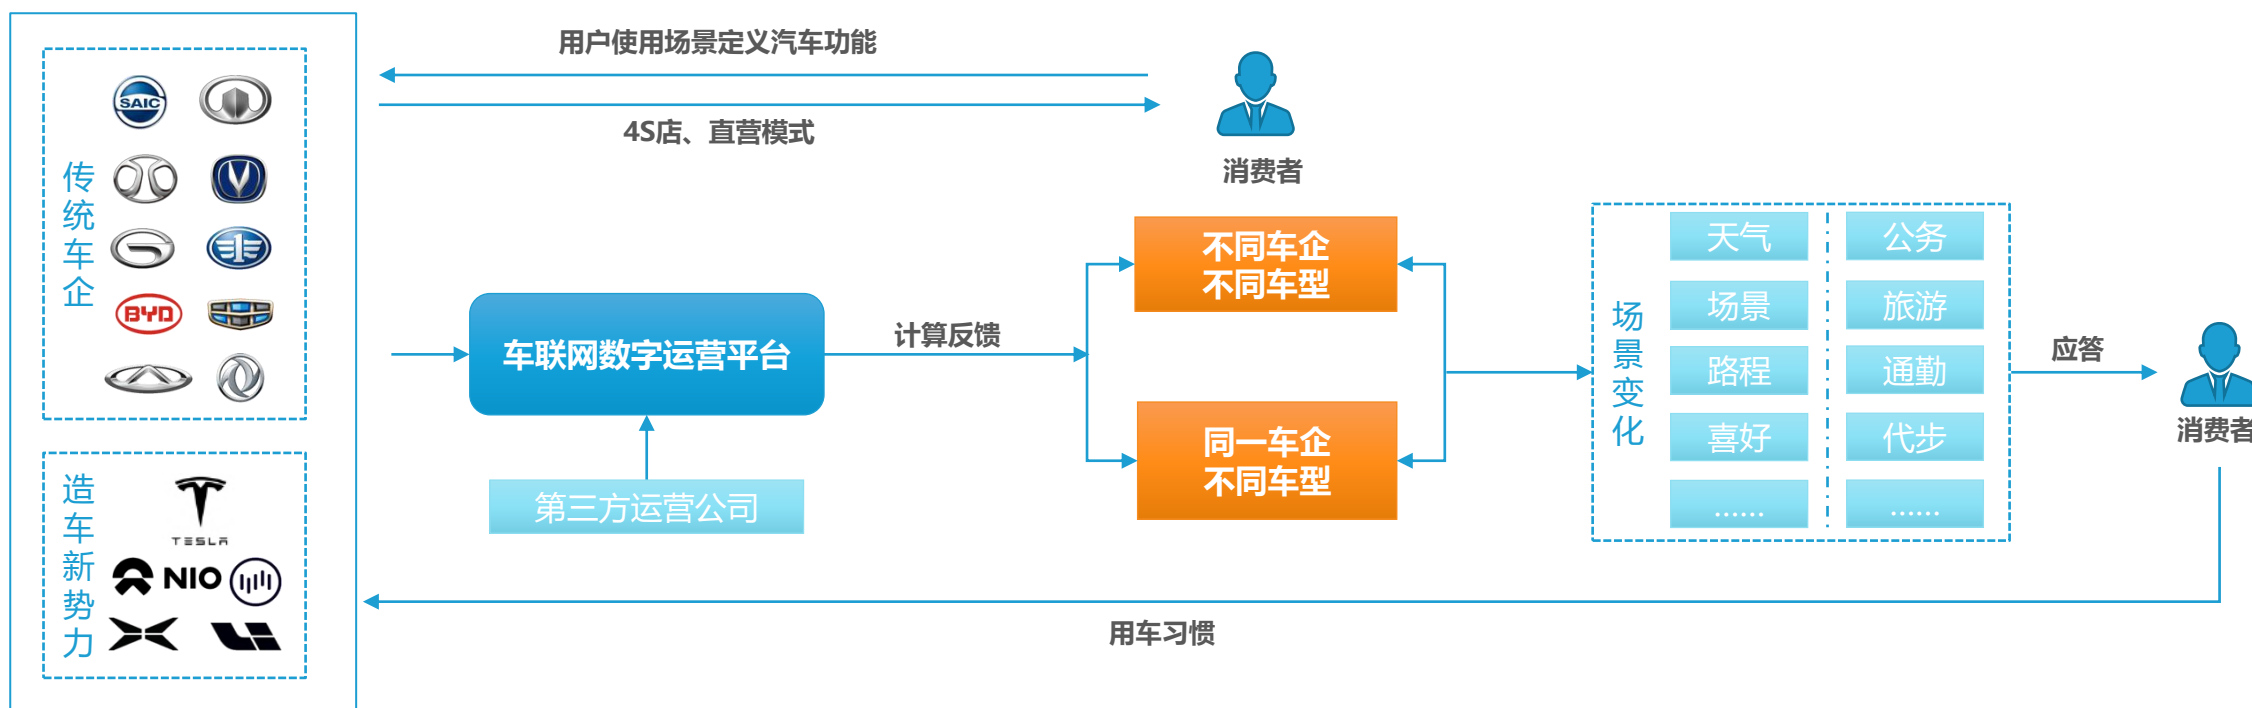 用户使用场景定义汽车功能
4S店、直营模式
消费者
传统车企
SAIC
BYD
造车新势力
TESLA
NIO
车联网数字运营平台
第三方运营公司
计算反馈
不同车企
不同车型
同一车企
不同车型
场景变化
天气
公务
场景
旅游
路程
通勤
喜好
代步
......
......
应答
消费者
用车习惯